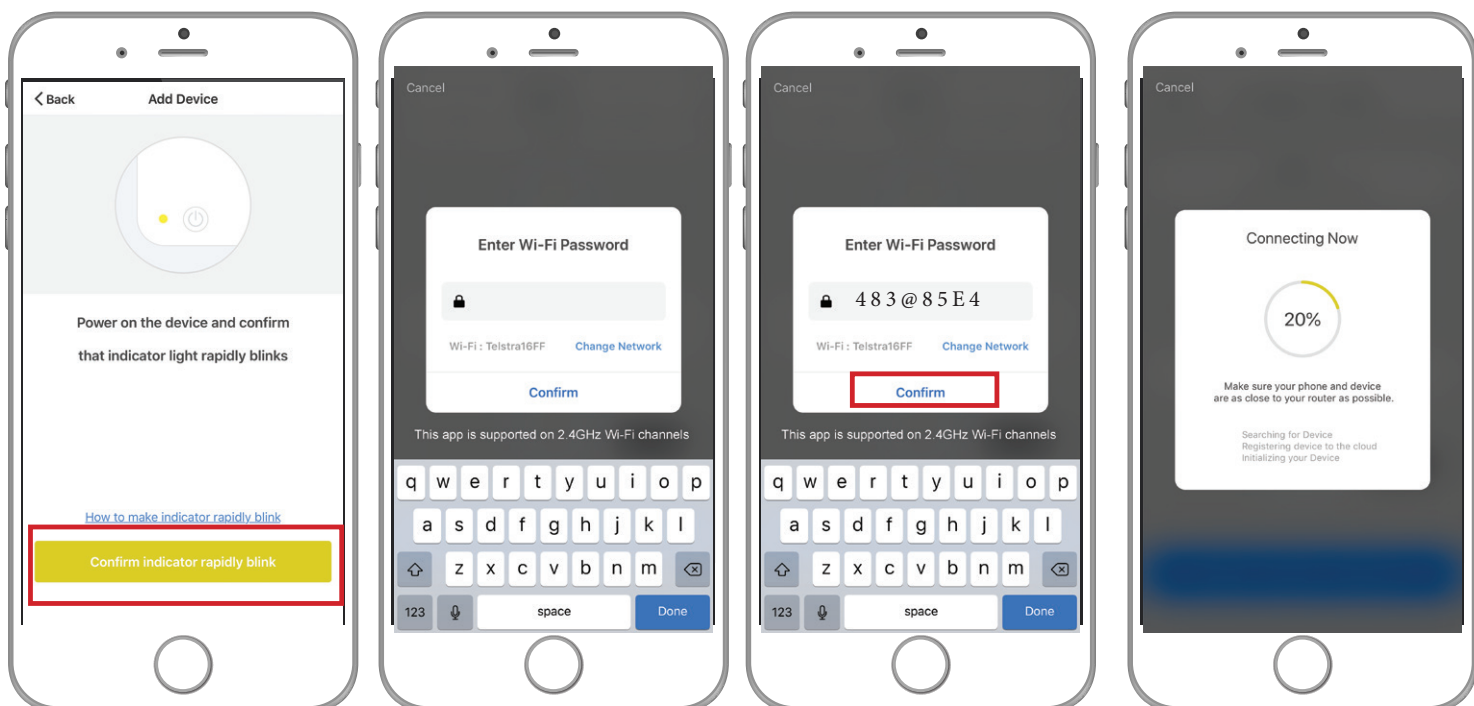 Back
Add Device
Power on the device and confirm
that indicator light rapidly blinks
How to make indicator rapidly blink
Confirm indicator rapidly blink
Cancel
Enter Wi-Fi Password
Wi-Fi : Telstra16FF
Change Network
Confirm
This app is supported on 2.4GHz Wi-Fi channels
q w e r t y u i o p
a s d f g h j k l
z x c v b n m
123 space Done
Cancel
Enter Wi-Fi Password
483@85E4
Wi-Fi : Telstra16FF
Change Network
Confirm
This app is supported on 2.4GHz Wi-Fi channels
q w e r t y u i o p
a s d f g h j k l
z x c v b n m
123 space Done
Cancel
Connecting Now
20%
Make sure your phone and device
are as close to your router as possible.
Searching for Device
Registering device to the cloud
Initializing your Device